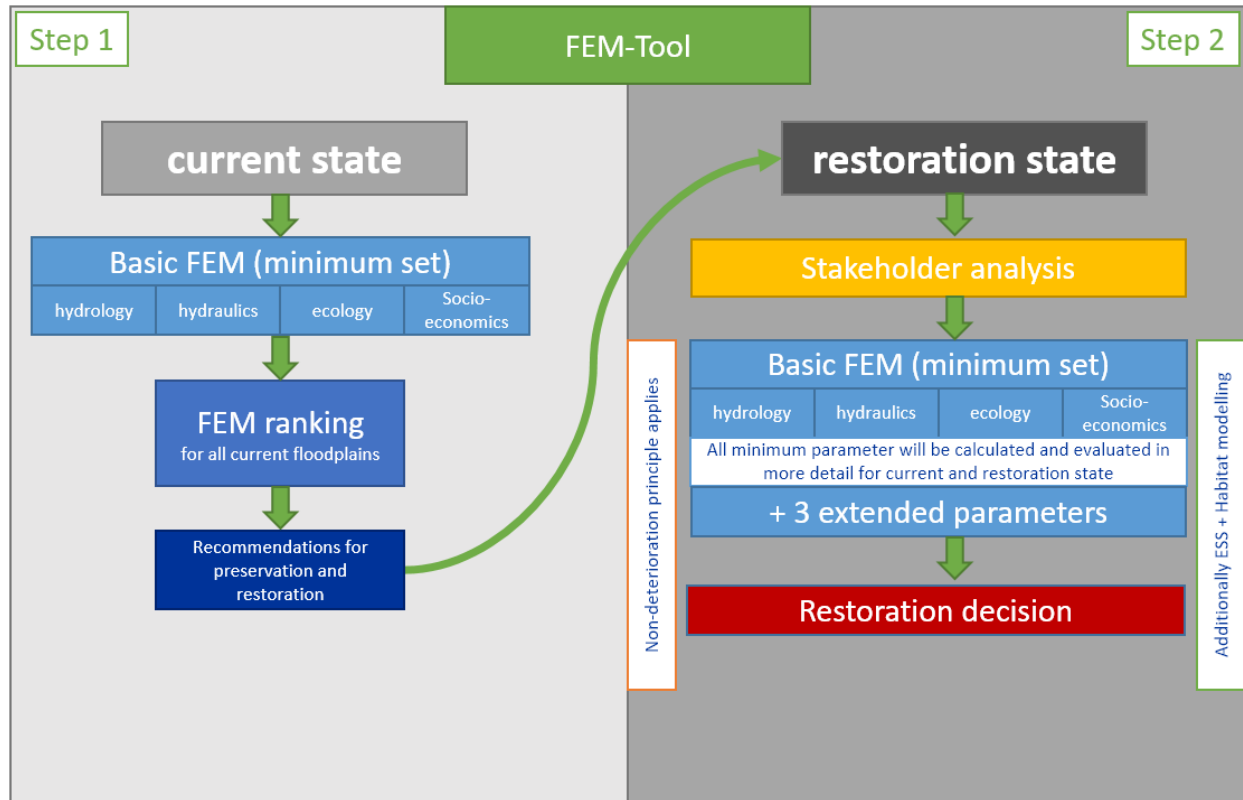 Step 1
FEM-Tool
Step 2
current state
Basic FEM (minimum set)
hydrology
hydraulics
ecology
Socio-
economics
FEM ranking
for all current floodplains
Recommendations for
preservation and
restoration
restoration state
Stakeholder analysis
Non-deterioration principle applies
Basic FEM (minimum set)
hydrology
hydraulics
ecology
Socio-
economics
All minimum parameter will be calculated and evaluated in
more detail for current and restoration state
+ 3 extended parameters
Restoration decision
Additionally ESS + Habitat modelling